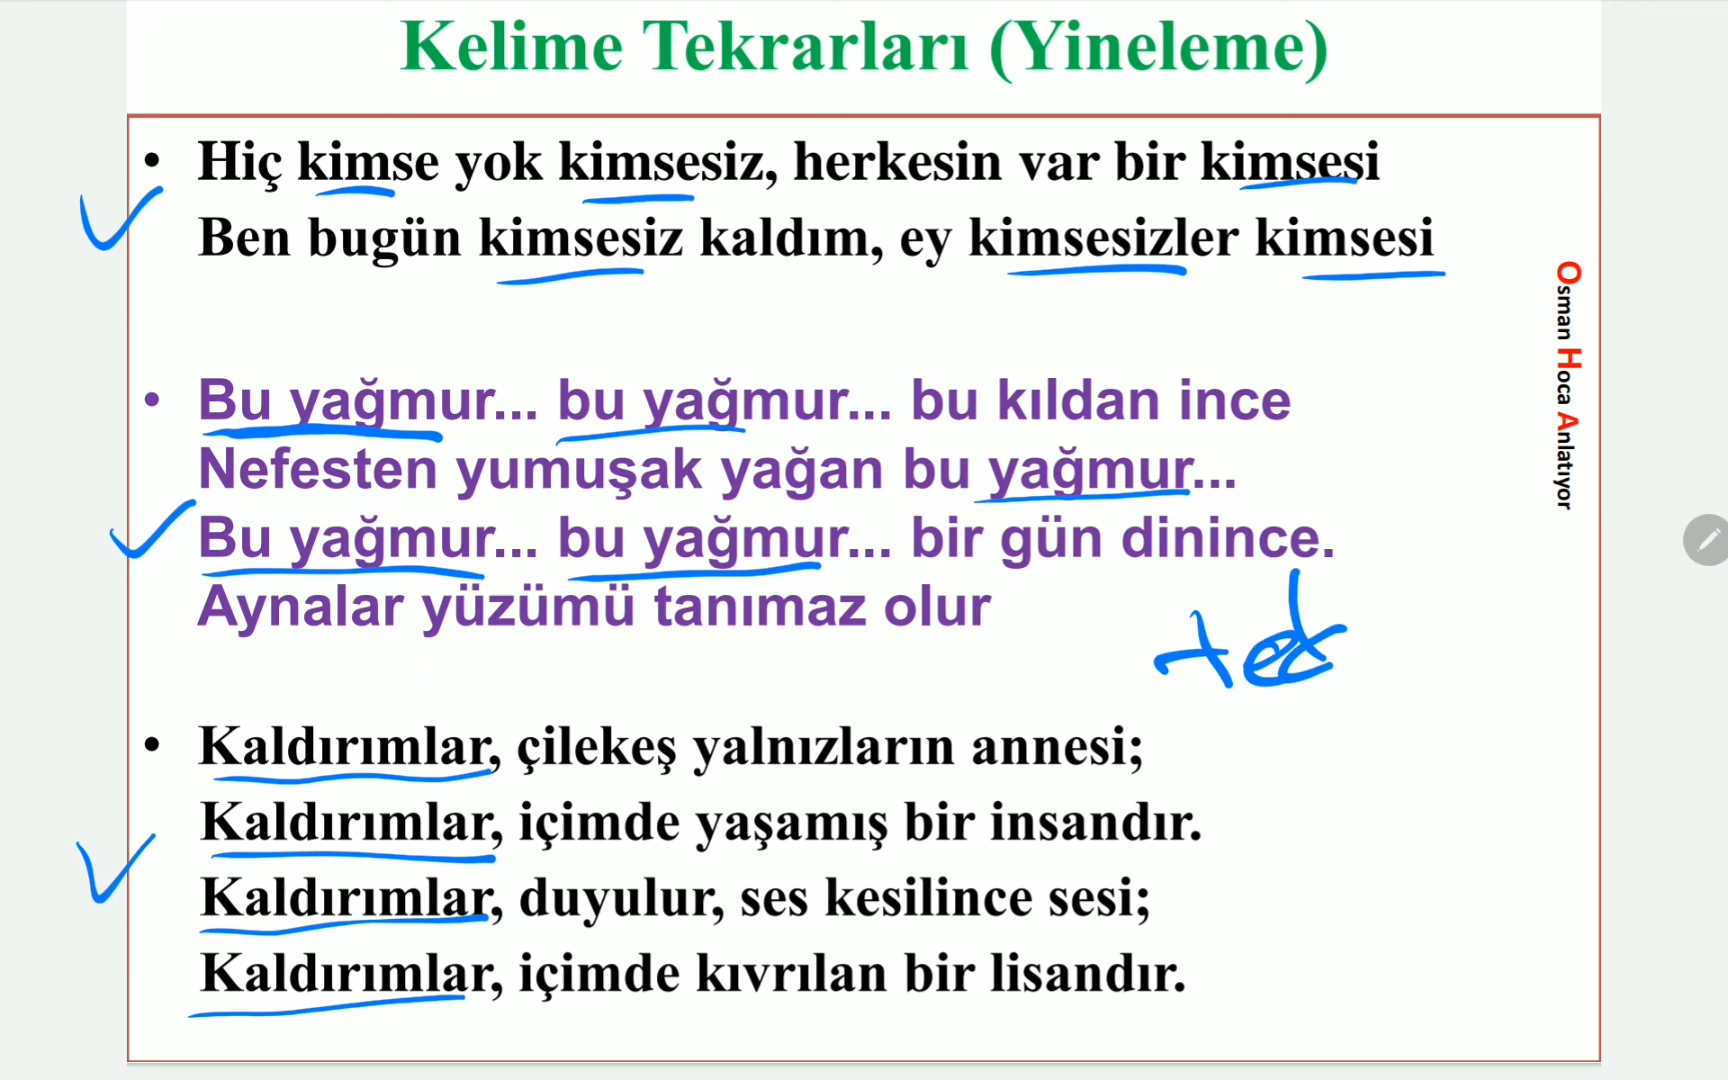 Kelime Tekrarları (Yineleme)
• Hiç kimse yok kimsesiz, herkesin var bir kimsesi
Ben bugün kimsesiz kaldım, ey kimsesizler kimsesi
• Bu yağmur... bu yağmur... bu kıldan ince
Nefesten yumuşak yağan bu yağmur...
Bu yağmur... bu yağmur... bir gün dinince.
Aynalar yüzümü tanımaz olur
• Kaldırımlar, çilekeş yalnızların annesi;
Kaldırımlar, içimde yaşamış bir insandır.
Kaldırımlar, duyulur, ses kesilince sesi;
Kaldırımlar, içimde kıvrılan bir lisandır.
Osman Hoca Anlatıyor